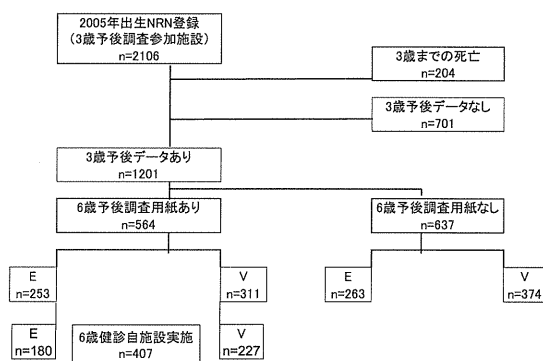 2005年出生NRN登録
（3歳予後調査参加施設）
n=2106
3歳までの死亡
n=204
3歳予後データなし
n=701
3歳予後データあり
n=1201
6歳予後調査用紙あり
n=564
6歳予後調査用紙なし
n=637
E
n=253
V
n=311
E
n=263
V
n=374
E
n=180
6歳健診自施設実施
n=407
V
n=227